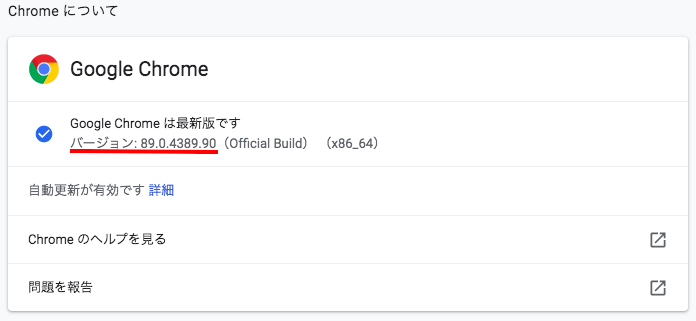 Chrome について
Google Chrome
Google Chrome は最新版です
バージョン: 89.0.4389.90（Official Build） （x86_64）
自動更新が有効です 詳細
Chrome のヘルプを見る
問題を報告